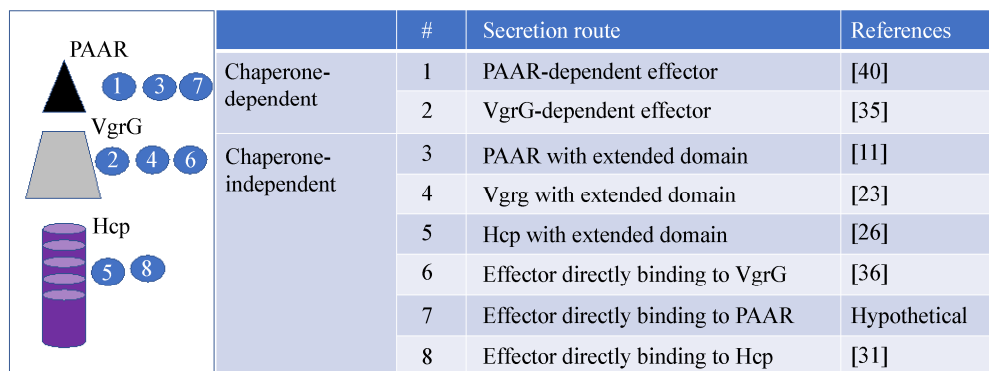 PAAR
1 3 7
VgrG
2 4 6
Hcp
5 8
# Secretion route References
Chaperone-
dependent
1 PAAR-dependent effector [40]
2 VgrG-dependent effector [35]
Chaperone-
independent
3 PAAR with extended domain [11]
4 Vgrg with extended domain [23]
5 Hcp with extended domain [26]
6 Effector directly binding to VgrG [36]
7 Effector directly binding to PAAR Hypothetical
8 Effector directly binding to Hcp [31]